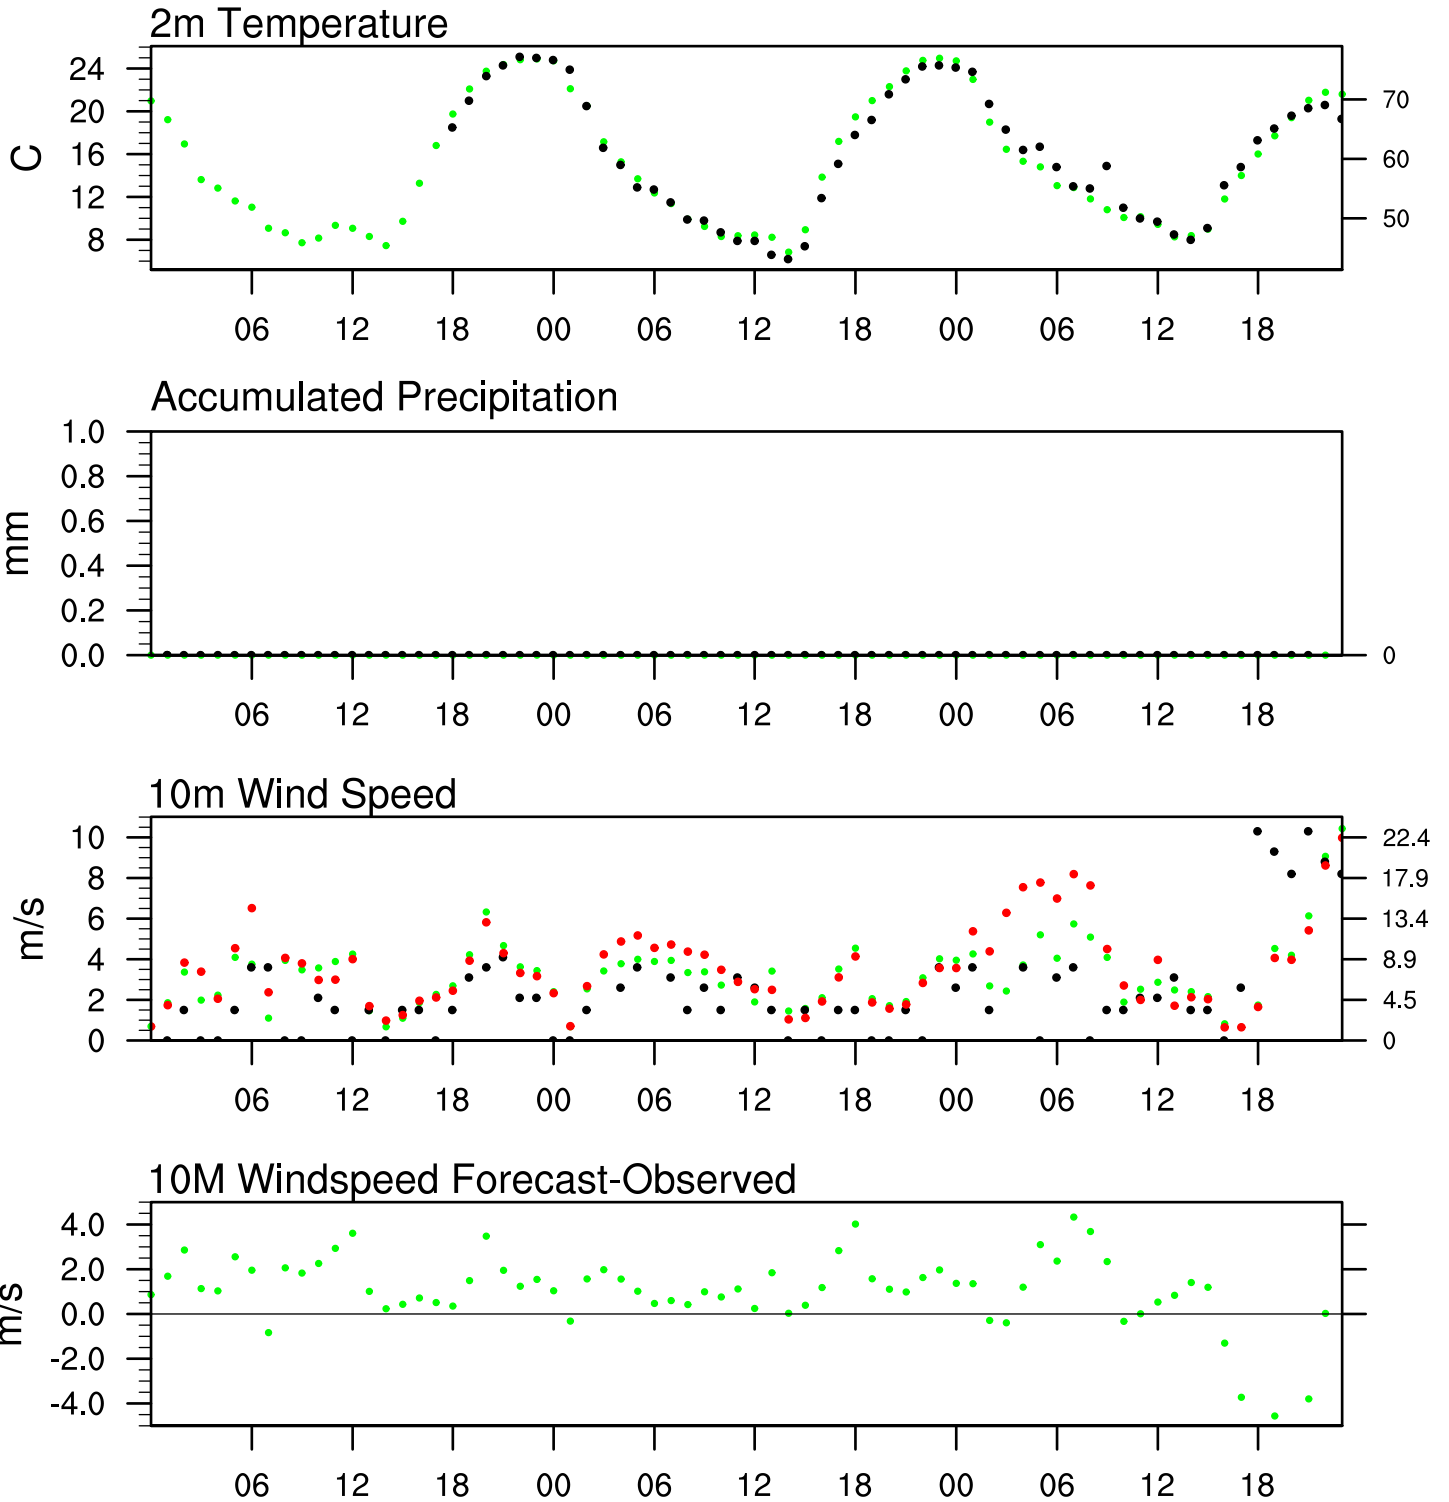 2m Temperature
24
20
16
12
8
C
70
60
50
06 12 18 00 06 12 18 00 06 12 18
Accumulated Precipitation
1.0
0.8
0.6
0.4
0.2
0.0
mm
0
06 12 18 00 06 12 18 00 06 12 18
10m Wind Speed
10
8
6
4
2
0
m/s
22.4
17.9
13.4
8.9
4.5
0
06 12 18 00 06 12 18 00 06 12 18
10M Windspeed Forecast-Observed
4.0
2.0
0.0
-2.0
-4.0
m/s
06 12 18 00 06 12 18 00 06 12 18